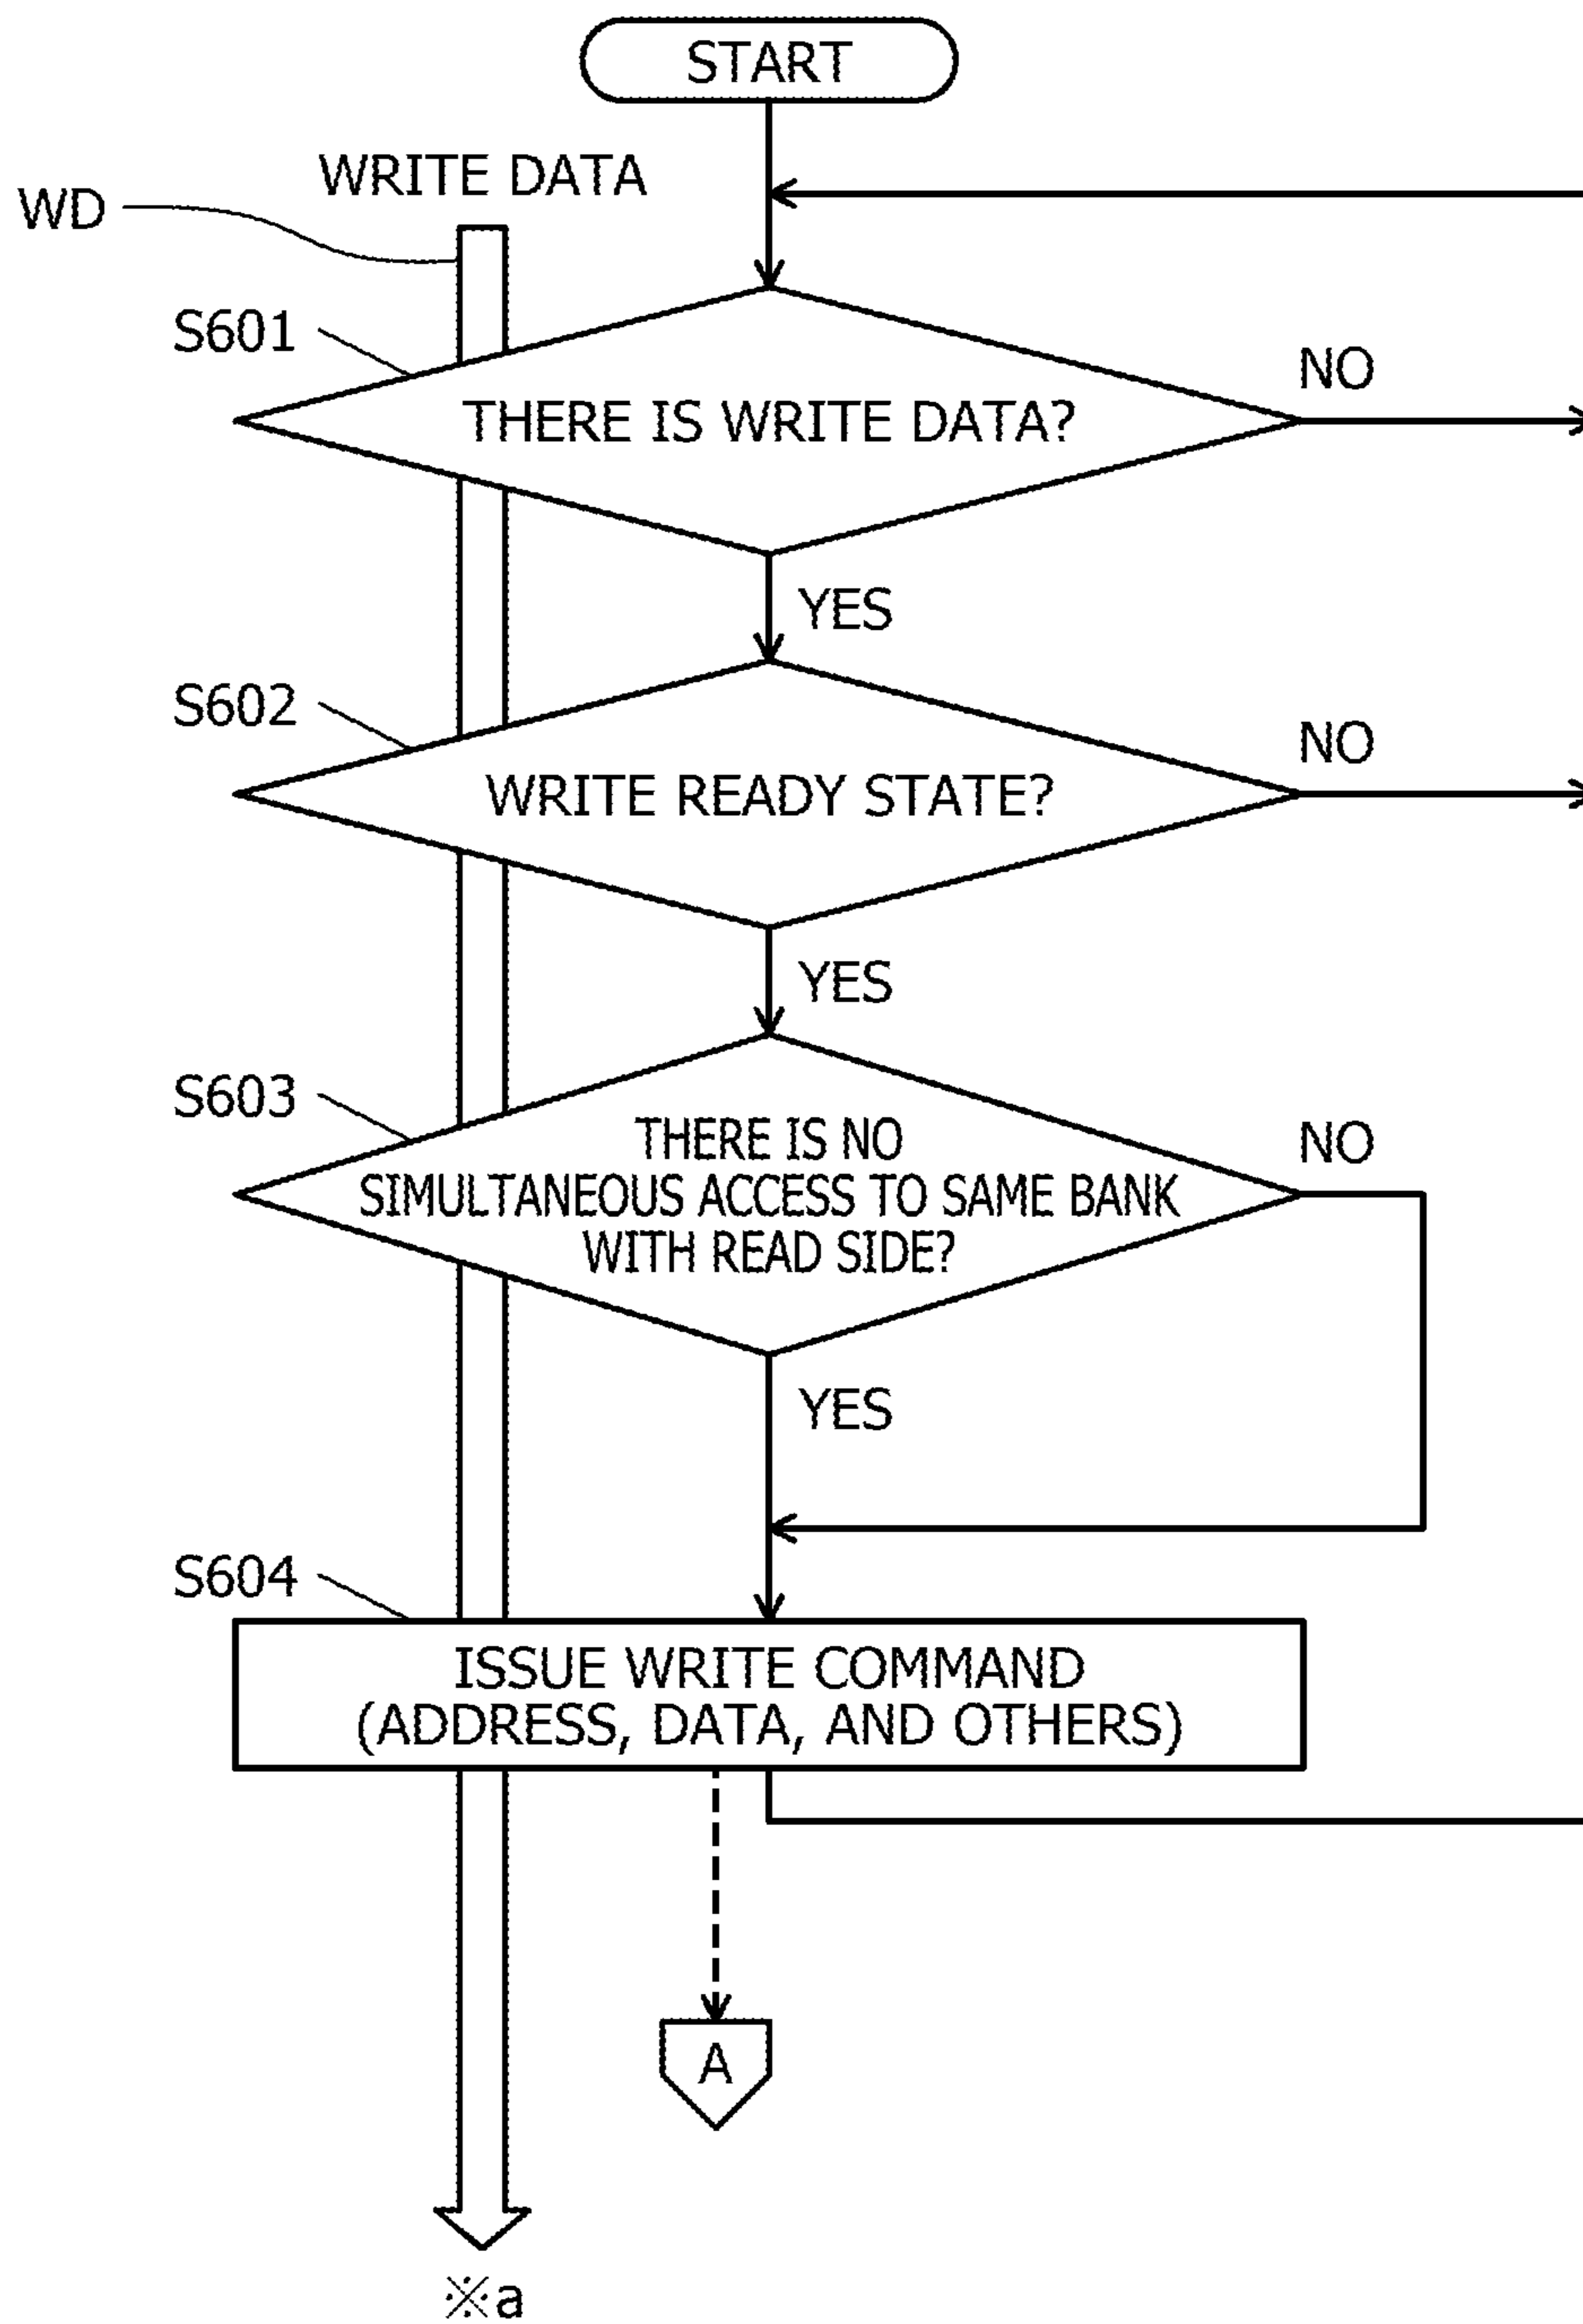 START
WRITE DATA
WD
S601
THERE IS WRITE DATA?
NO
YES
S602
WRITE READY STATE?
NO
YES
S603
THERE IS NO
SIMULTANEOUS ACCESS TO SAME BANK
WITH READ SIDE?
NO
YES
S604
ISSUE WRITE COMMAND
(ADDRESS, DATA, AND OTHERS)
A
※a